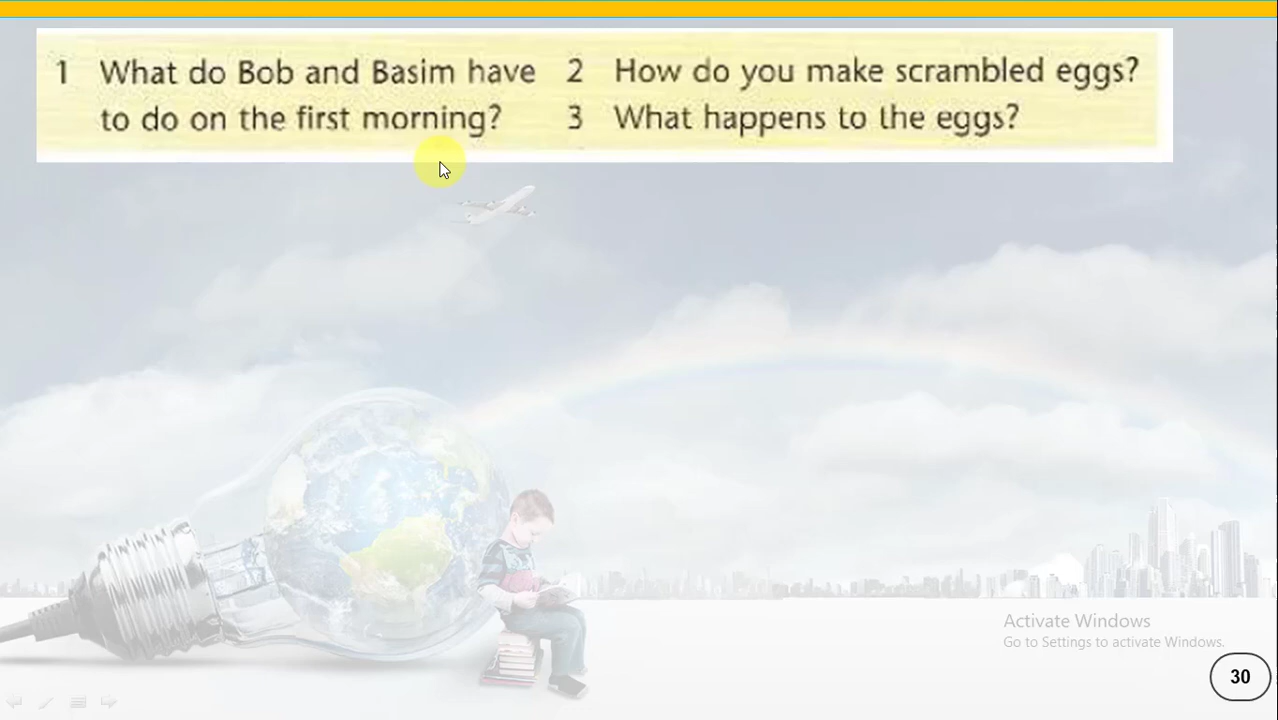 1 What do Bob and Basim have
to do on the first morning?
2 How do you make scrambled eggs?
3 What happens to the eggs?
Activate Windows
Go to Settings to activate Windows.
30